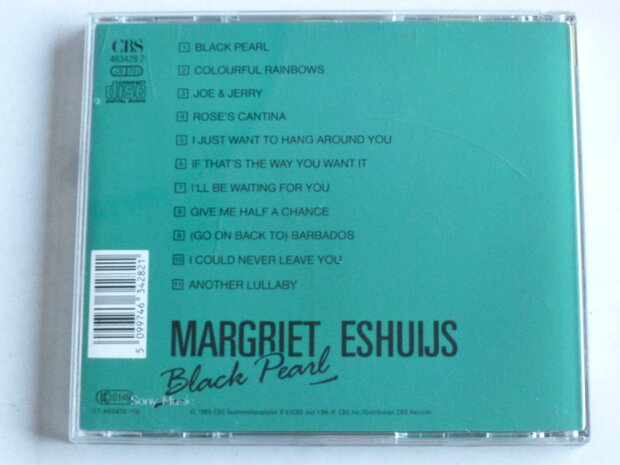 CBS
463428 2
COMPACT
disc
DIGITAL AUDIO
1 BLACK PEARL
2 COLOURFUL RAINBOWS
3 JOE & JERRY
4 ROSE'S CANTINA
5 I JUST WANT TO HANG AROUND YOU
6 IF THAT'S THE WAY YOU WANT IT
7 I'LL BE WAITING FOR YOU
8 GIVE ME HALF A CHANCE
9 (GO ON BACK TO) BARBADOS
10 I COULD NEVER LEAVE YOU
11 ANOTHER LULLABY
5 099746 342821
MARGRIET ESHUIJS
Black Pearl
LC 0149
Sony Music